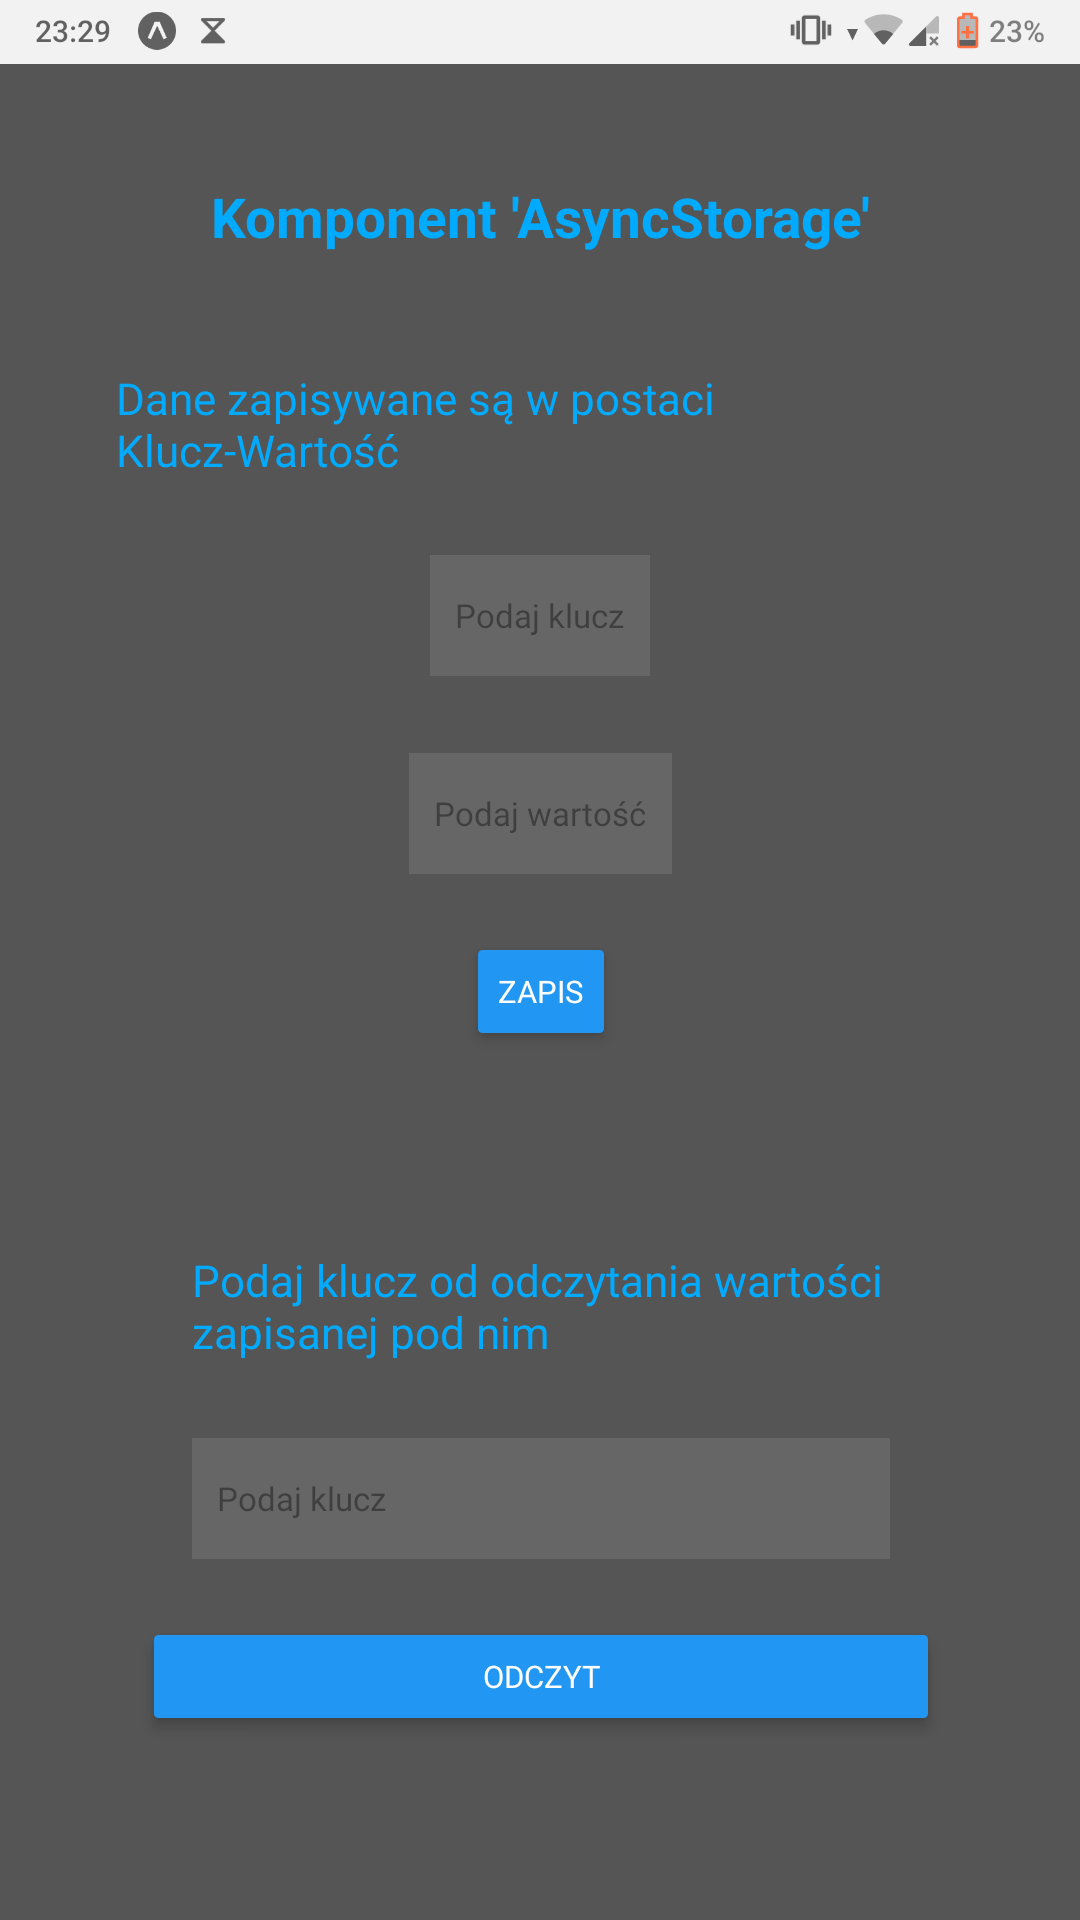 23:29
23%
Komponent 'AsyncStorage'
Dane zapisywane są w postaci
Klucz-Wartość
Podaj klucz
Podaj wartość
ZAPIS
Podaj klucz od odczytania wartości
zapisanej pod nim
Podaj klucz
ODCZYT